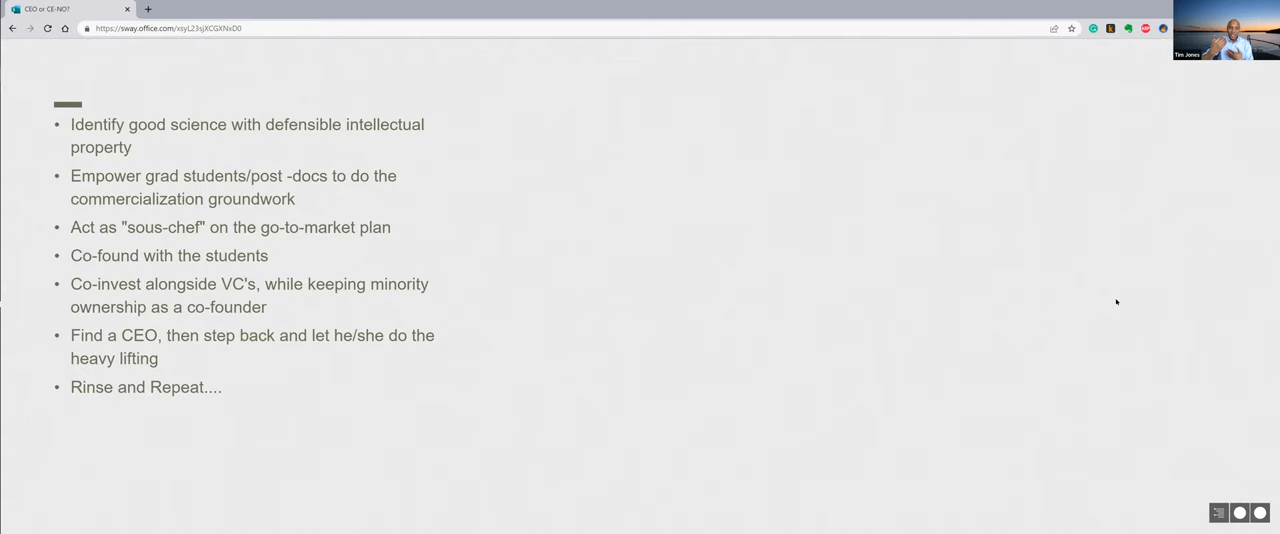 CEO or CE-NO?
https://sway.office.com/xsyL23sjXCGXNxD0
Tim Jones
• Identify good science with defensible intellectual
property
• Empower grad students/post -docs to do the
commercialization groundwork
• Act as "sous-chef" on the go-to-market plan
• Co-found with the students
• Co-invest alongside VC's, while keeping minority
ownership as a co-founder
• Find a CEO, then step back and let he/she do the
heavy lifting
• Rinse and Repeat....